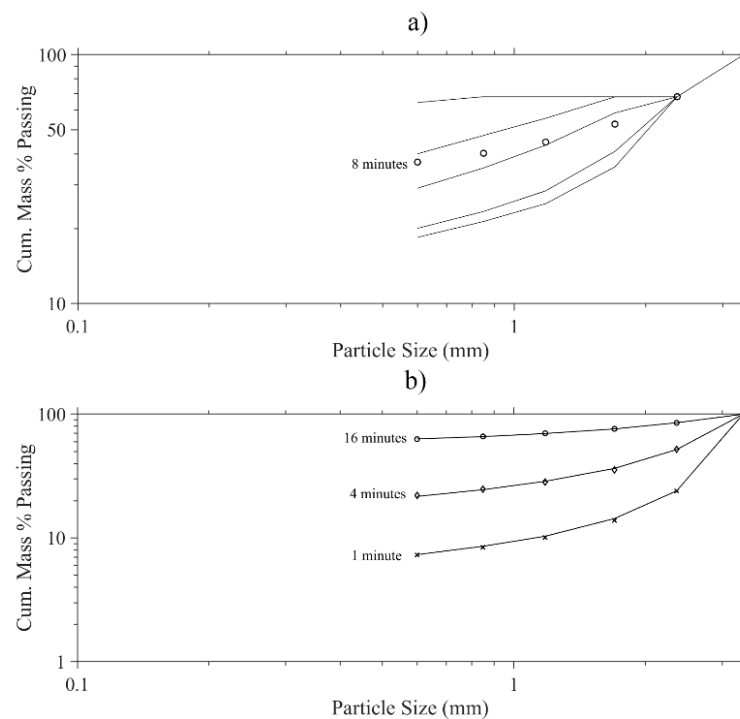 a)
100
50
10
Cum. Mass % Passing
8 minutes
0.1
1
Particle Size (mm)
b)
100
10
1
Cum. Mass % Passing
16 minutes
4 minutes
1 minute
0.1
1
Particle Size (mm)